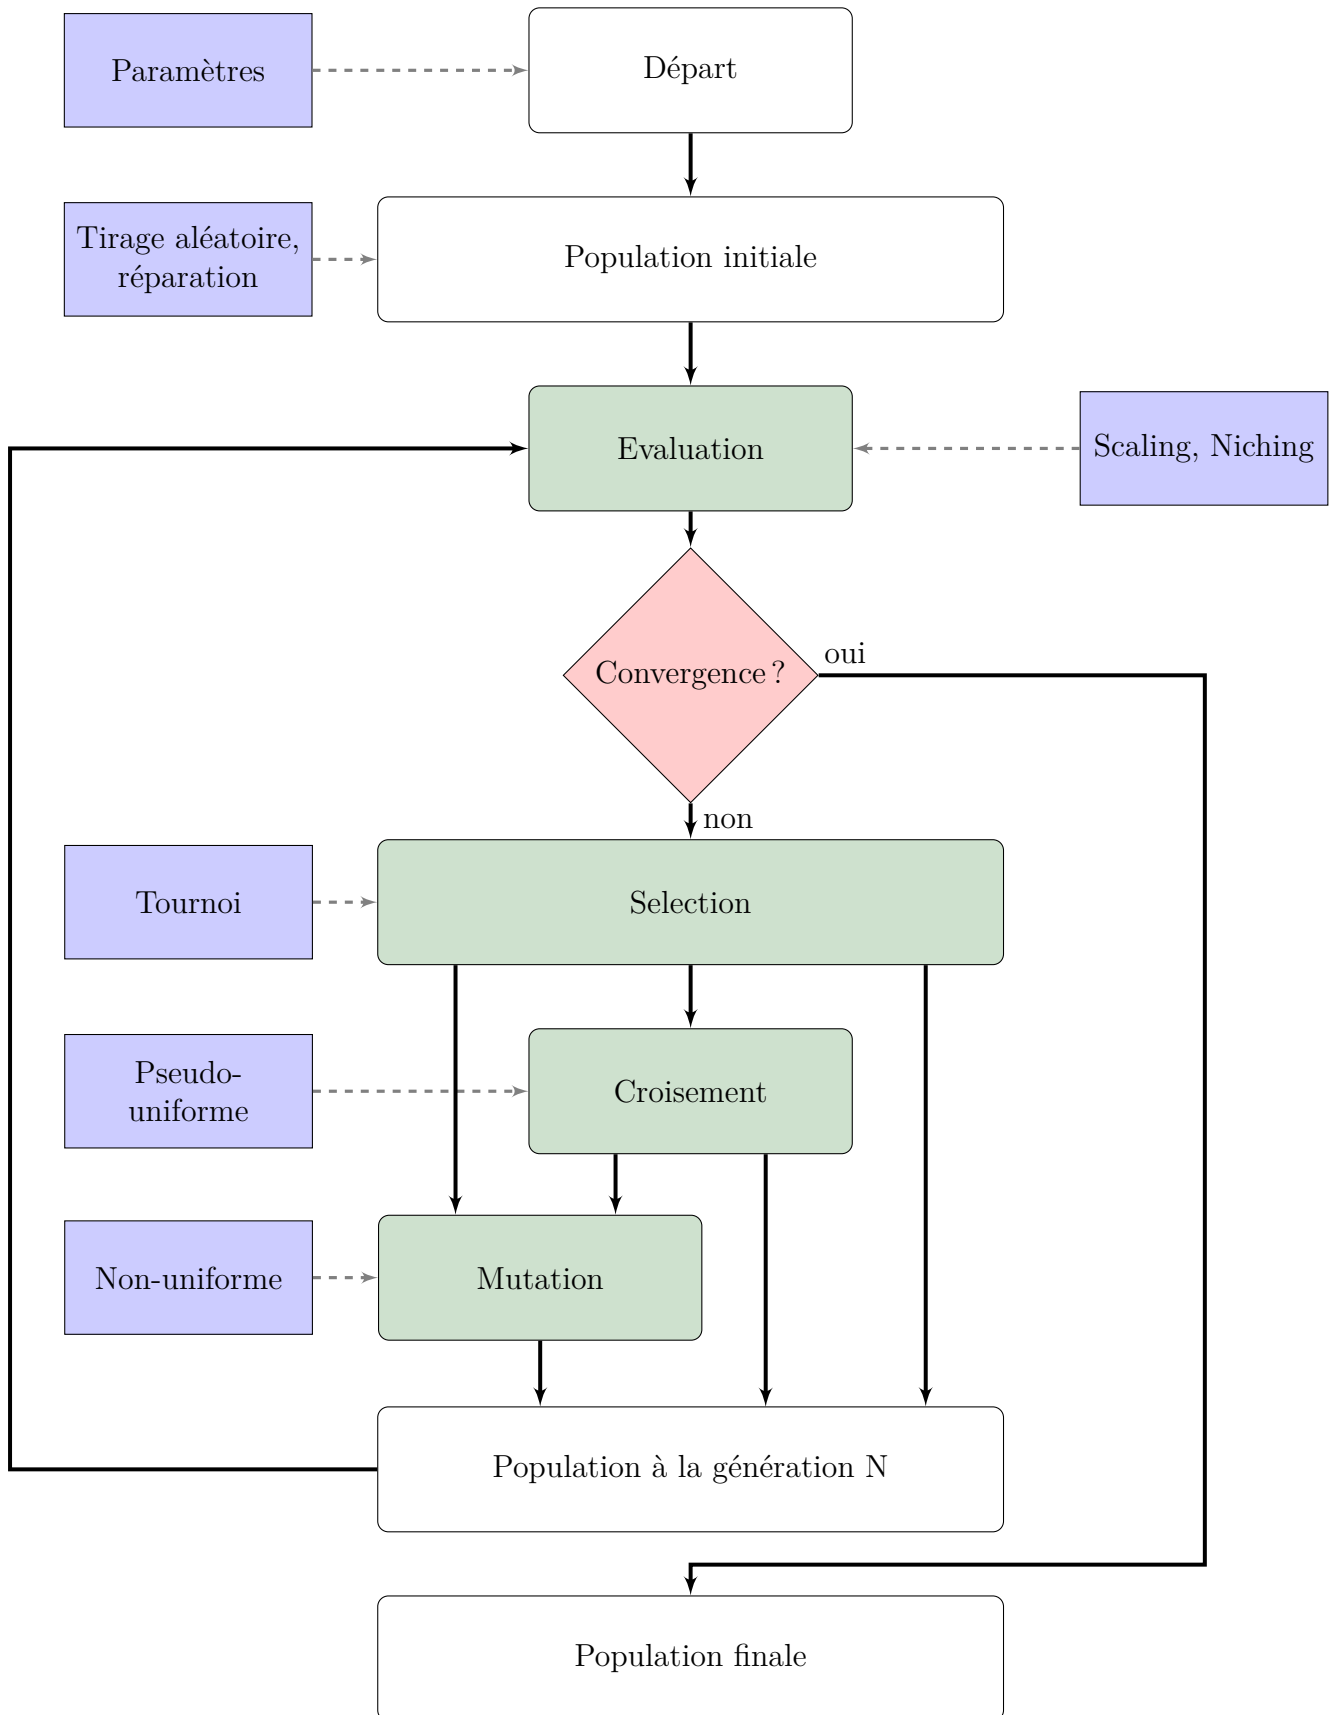 Paramètres
Départ
Tirage aléatoire,
réparation
Population initiale
Evaluation
Scaling, Niching
Convergence ?
oui
non
Tournoi
Selection
Pseudo-
uniforme
Croisement
Non-uniforme
Mutation
Population à la génération N
Population finale